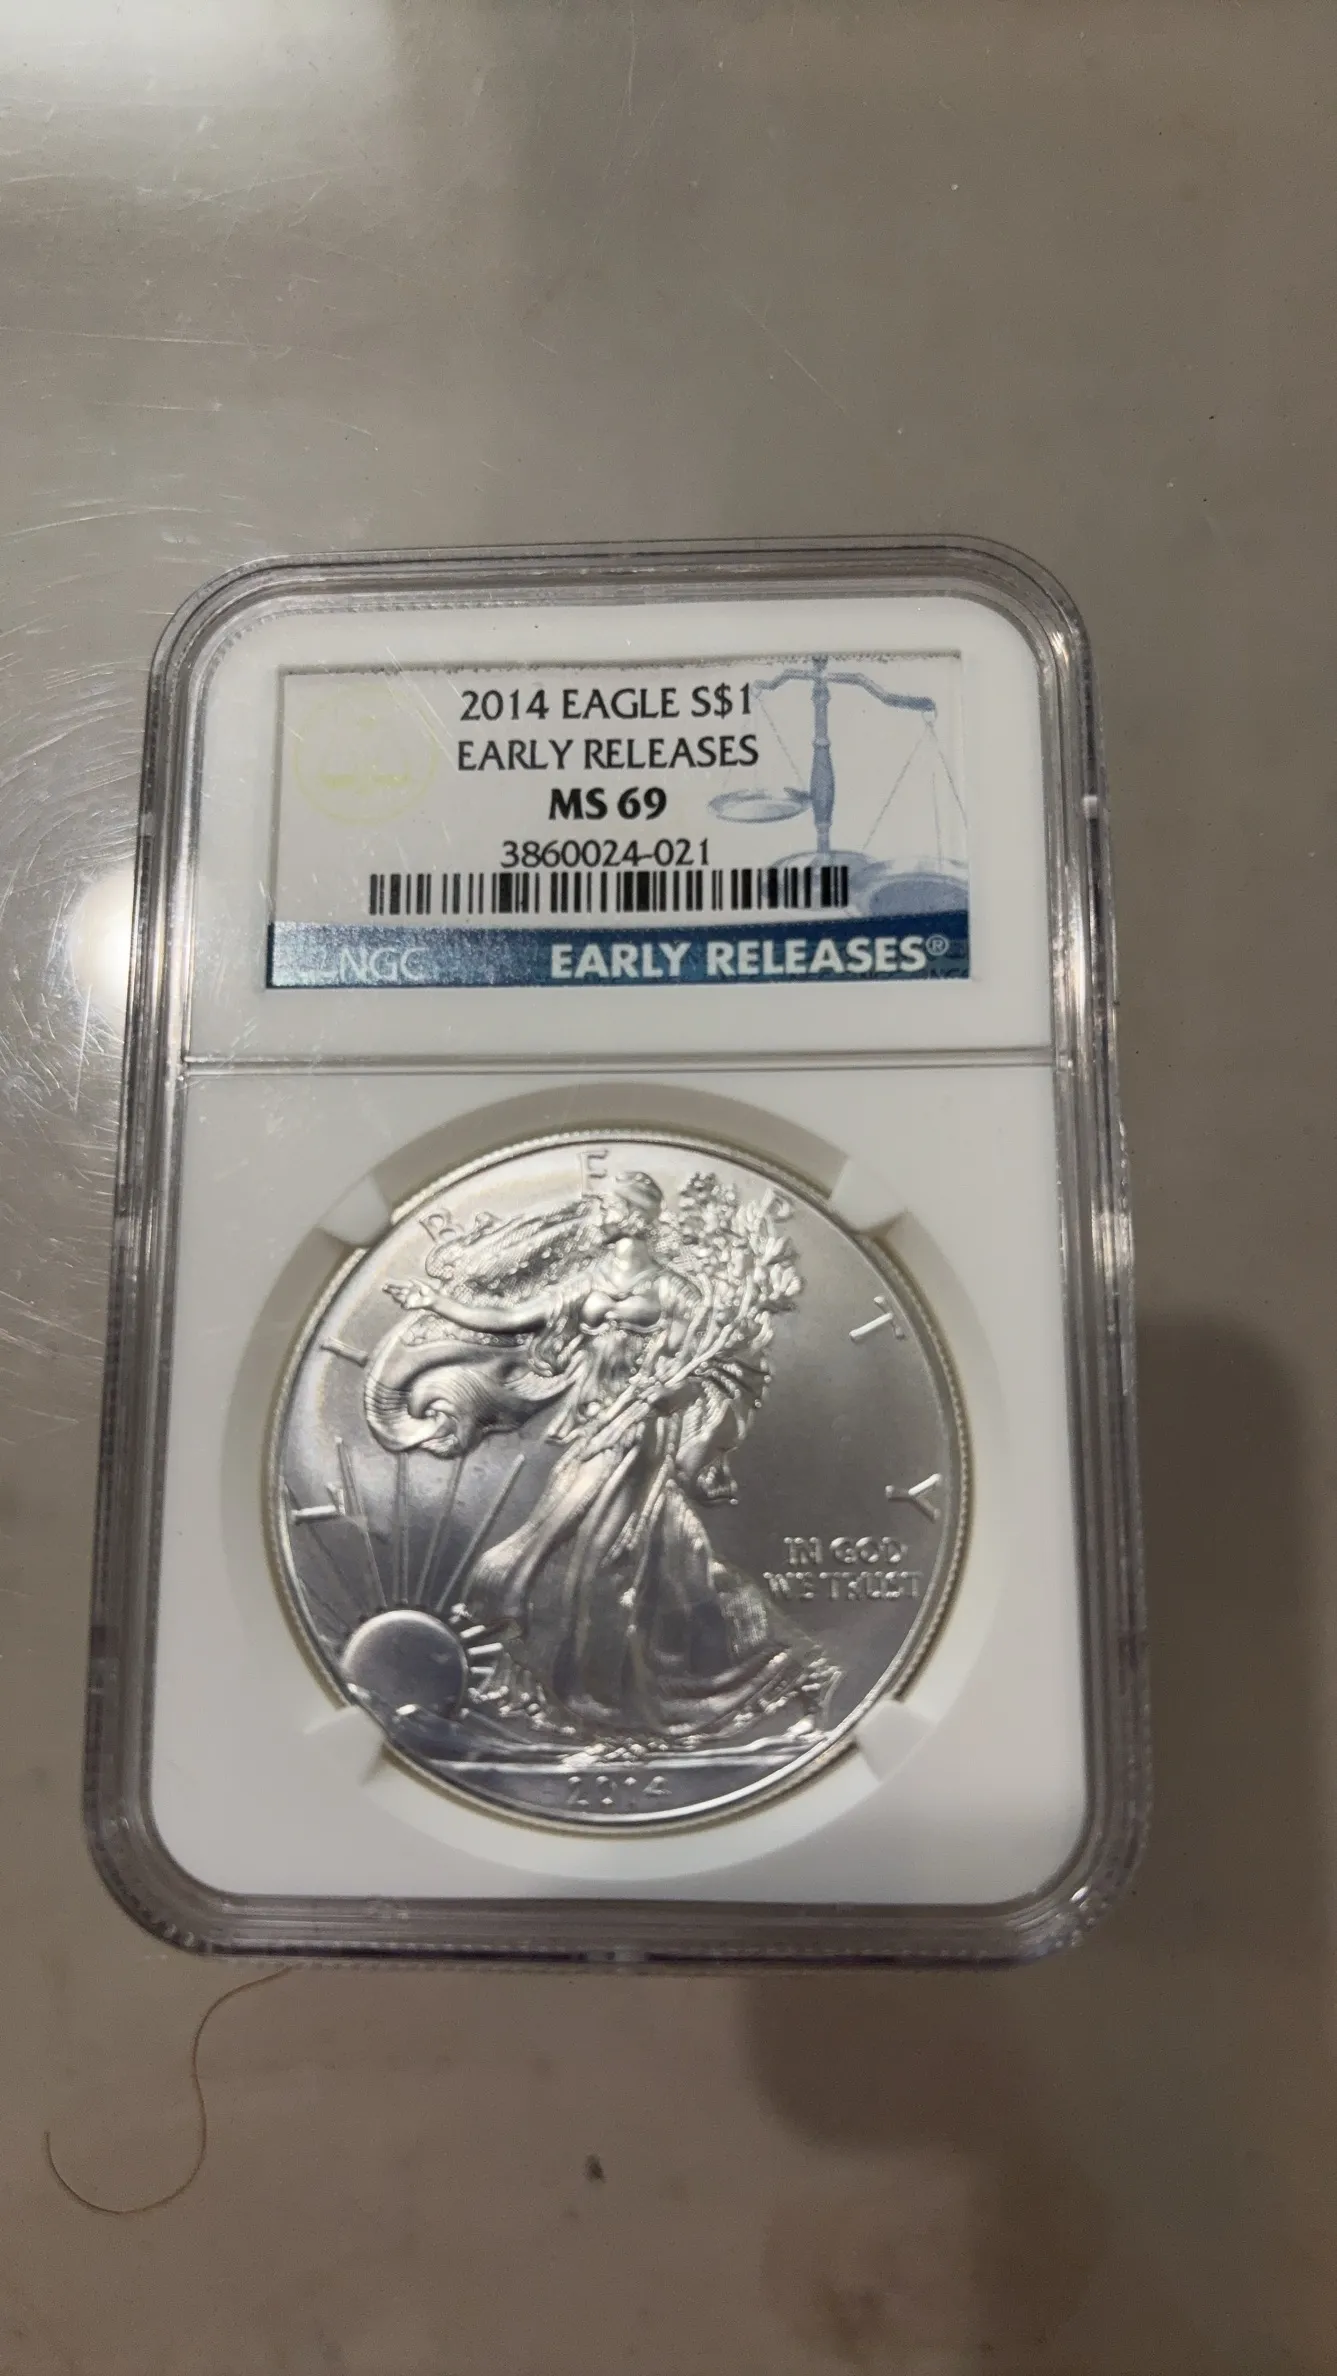 2014 EAGLE S$1
EARLY RELEASES
MS 69
3860024-021
NGC EARLY RELEASES®
LIBERTY
IN GOD
WE TRUST
2014